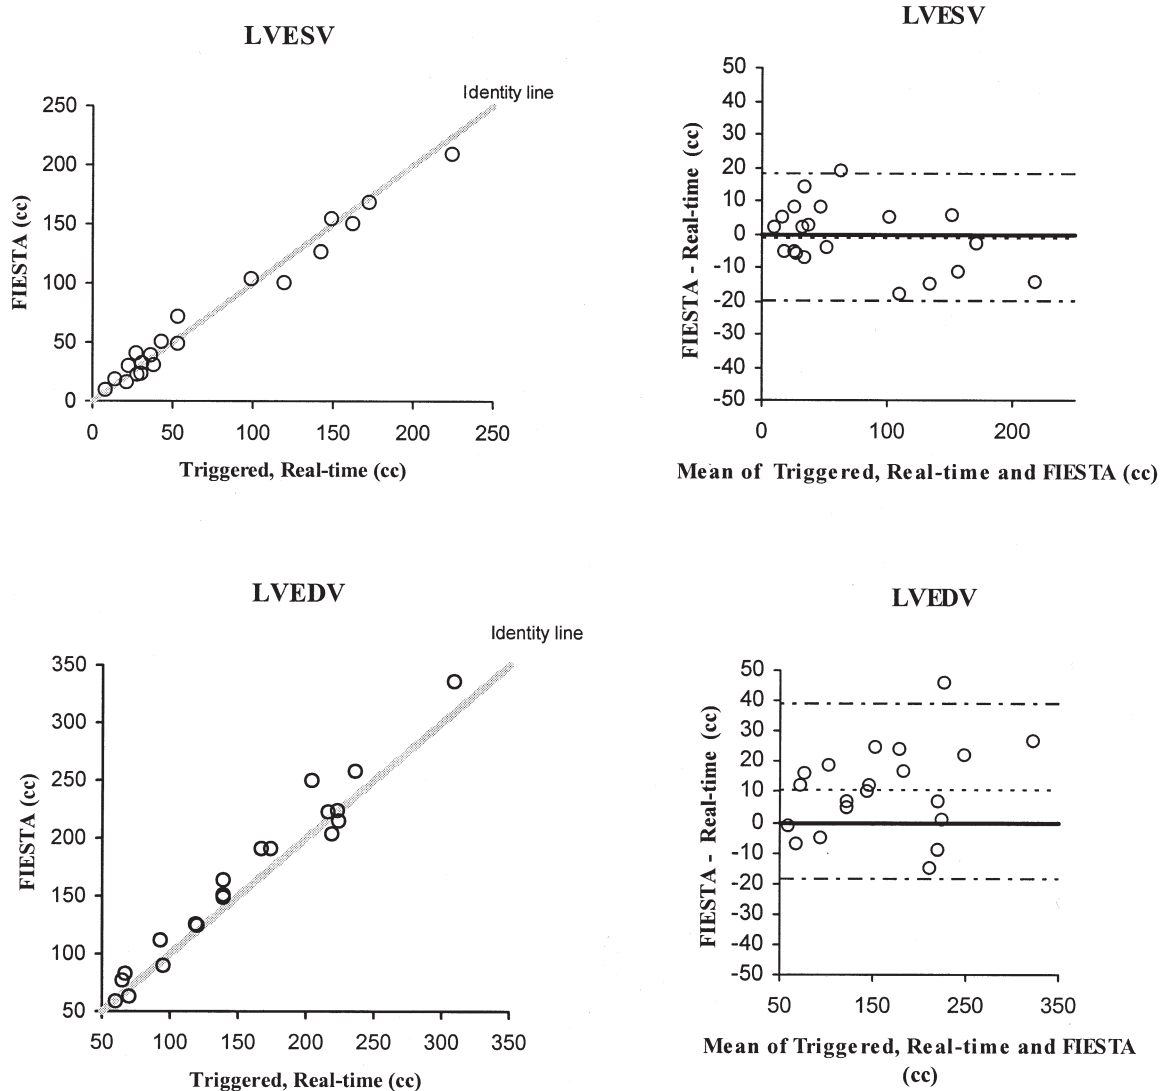 LVESV
Identity line
250
200
150
100
50
0
FIESTA (cc)
0 50 100 150 200 250
Triggered, Real-time (cc)
LVESV
50
40
30
20
10
0
-10
-20
-30
-40
-50
FIESTA - Real-time (cc)
0 100 200
Mean of Triggered, Real-time and FIESTA (cc)
LVEDV
Identity line
350
300
250
200
150
100
50
FIESTA (cc)
50 100 150 200 250 300 350
Triggered, Real-time (cc)
LVEDV
50
40
30
20
10
0
-10
-20
-30
-40
-50
FIESTA - Real-time (cc)
50 150 250 350
Mean of Triggered, Real-time and FIESTA
(cc)